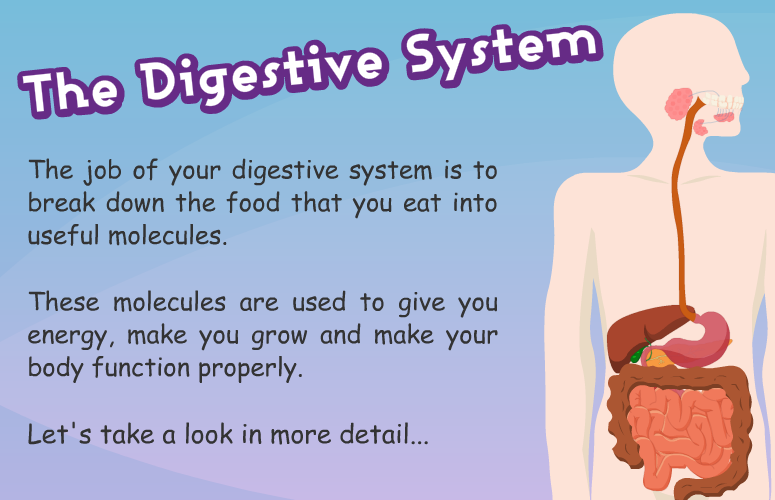 The Digestive System
The job of your digestive system is to
break down the food that you eat into
useful molecules.
These molecules are used to give you
energy, make you grow and make your
body function properly.
Let's take a look in more detail...